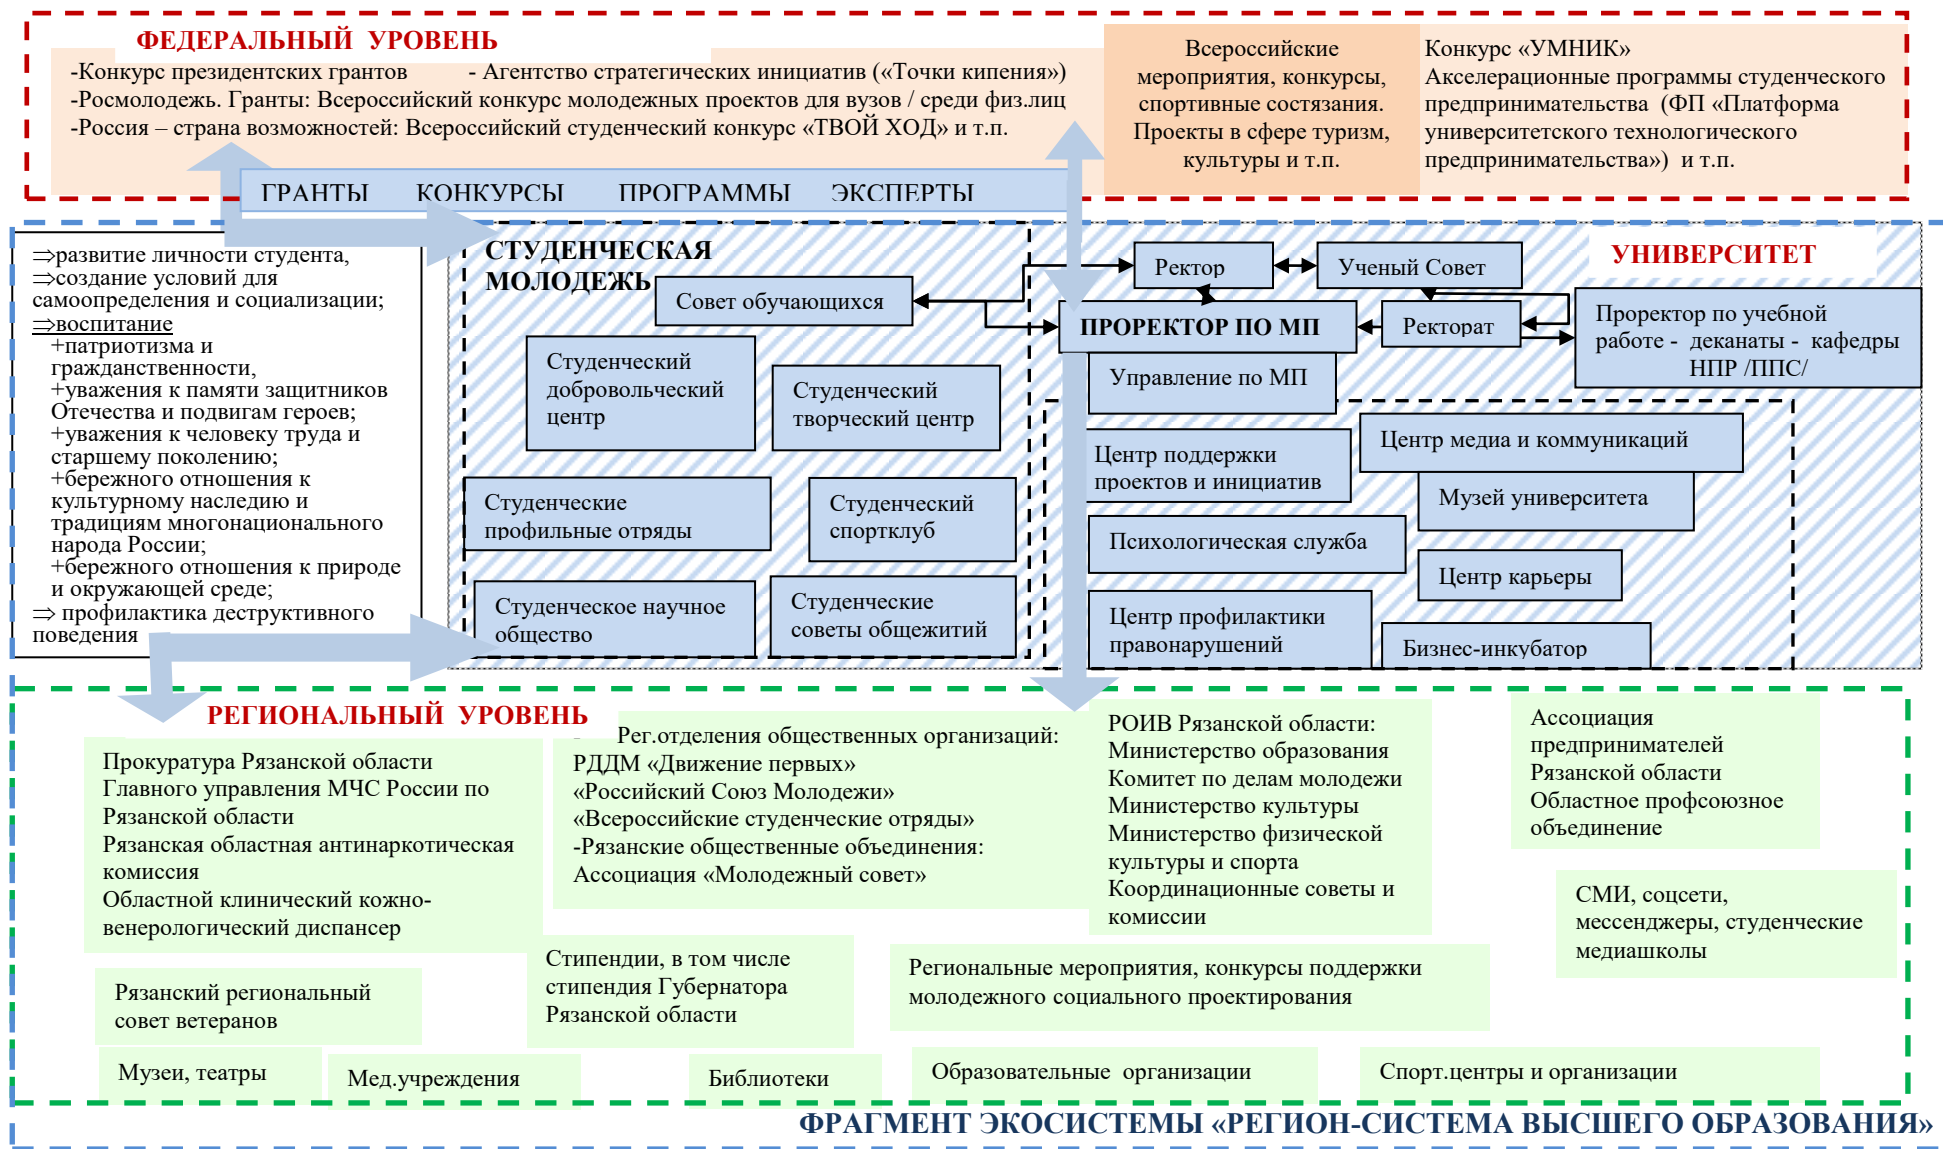 ФЕДЕРАЛЬНЫЙ УРОВЕНЬ
-Конкурс президентских грантов - Агентство стратегических инициатив («Точки кипения»)
-Росмолодежь. Гранты: Всероссийский конкурс молодежных проектов для вузов / среди физ.лиц
-Россия – страна возможностей: Всероссийский студенческий конкурс «ТВОЙ ХОД» и т.п.
Всероссийские
мероприятия, конкурсы,
спортивные состязания.
Проекты в сфере туризм,
культуры и т.п.
Конкурс «УМНИК»
Акселерационные программы студенческого
предпринимательства (ФП «Платформа
университетского технологического
предпринимательства») и т.п.
ГРАНТЫ КОНКУРСЫ ПРОГРАММЫ ЭКСПЕРТЫ
⇒развитие личности студента,
⇒создание условий для
самоопределения и социализации;
⇒воспитание
+патриотизма и
гражданственности,
+уважения к памяти защитников
Отечества и подвигам героев;
+уважения к человеку труда и
старшему поколению;
+бережного отношения к
культурному наследию и
традициям многонационального
народа России;
+бережного отношения к природе
и окружающей среде;
⇒ профилактика деструктивного
поведения
СТУДЕНЧЕСКАЯ
МОЛОДЕЖЬ
Совет обучающихся
Студенческий
добровольческий
центр
Студенческий
творческий центр
Студенческие
профильные отряды
Студенческий
спортклуб
Студенческое научное
общество
Студенческие
советы общежитий
УНИВЕРСИТЕТ
Ректор
Ученый Совет
ПРОРЕКТОР ПО МП
Ректорат
Проректор по учебной
работе - деканаты - кафедры
НПР /ППС/
Управление по МП
Центр поддержки
проектов и инициатив
Центр медиа и коммуникаций
Музей университета
Психологическая служба
Центр карьеры
Центр профилактики
правонарушений
Бизнес-инкубатор
РЕГИОНАЛЬНЫЙ УРОВЕНЬ
Прокуратура Рязанской области
Главного управления МЧС России по
Рязанской области
Рязанская областная антинаркотическая
комиссия
Областной клинический кожно-
венерологический диспансер
- Рег.отделения общественных организаций:
РДДМ «Движение первых»
«Российский Союз Молодежи»
«Всероссийские студенческие отряды»
-Рязанские общественные объединения:
Ассоциация «Молодежный совет»
РОИВ Рязанской области:
Министерство образования
Комитет по делам молодежи
Министерство культуры
Министерство физической
культуры и спорта
Координационные советы и
комиссии
Ассоциация
предпринимателей
Рязанской области
Областное профсоюзное
объединение
СМИ, соцсети,
мессенджеры, студенческие
медиашколы
Рязанский региональный
совет ветеранов
Стипендии, в том числе
стипендия Губернатора
Рязанской области
Региональные мероприятия, конкурсы поддержки
молодежного социального проектирования
Музеи, театры
Мед.учреждения
Библиотеки
Образовательные организации
Спорт.центры и организации
ФРАГМЕНТ ЭКОСИСТЕМЫ «РЕГИОН-СИСТЕМА ВЫСШЕГО ОБРАЗОВАНИЯ»